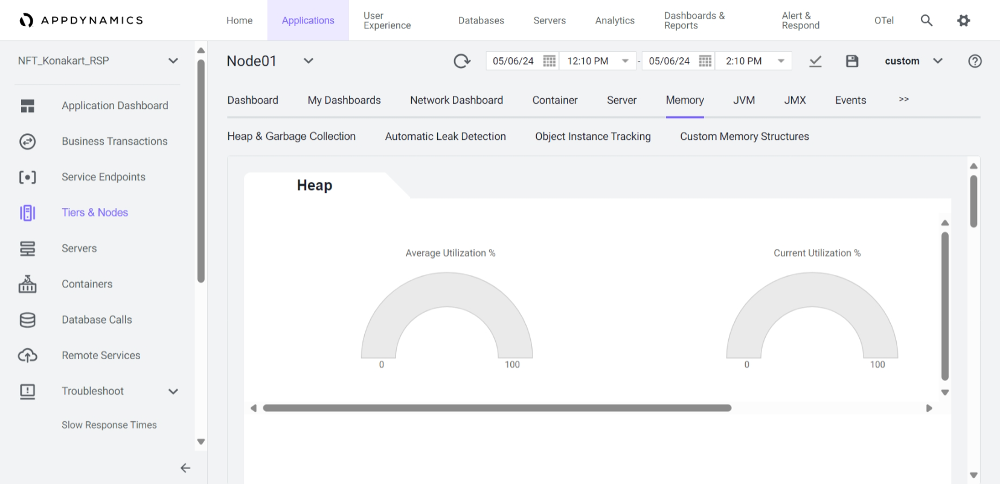 APPDYNAMICS
Home
Applications
User
Experience
Databases
Servers
Analytics
Dashboards &
Reports
Alert &
Respond
OTel
NFT_Konakart_RSP
Application Dashboard
Business Transactions
Service Endpoints
Tiers & Nodes
Servers
Containers
Database Calls
Remote Services
Troubleshoot
Slow Response Times
Node01
05/06/24 12:10 PM - 05/06/24 2:10 PM
custom
Dashboard My Dashboards Network Dashboard Container Server Memory JVM JMX Events >>
Heap & Garbage Collection Automatic Leak Detection Object Instance Tracking Custom Memory Structures
Heap
Average Utilization %
0 100
Current Utilization %
0 100